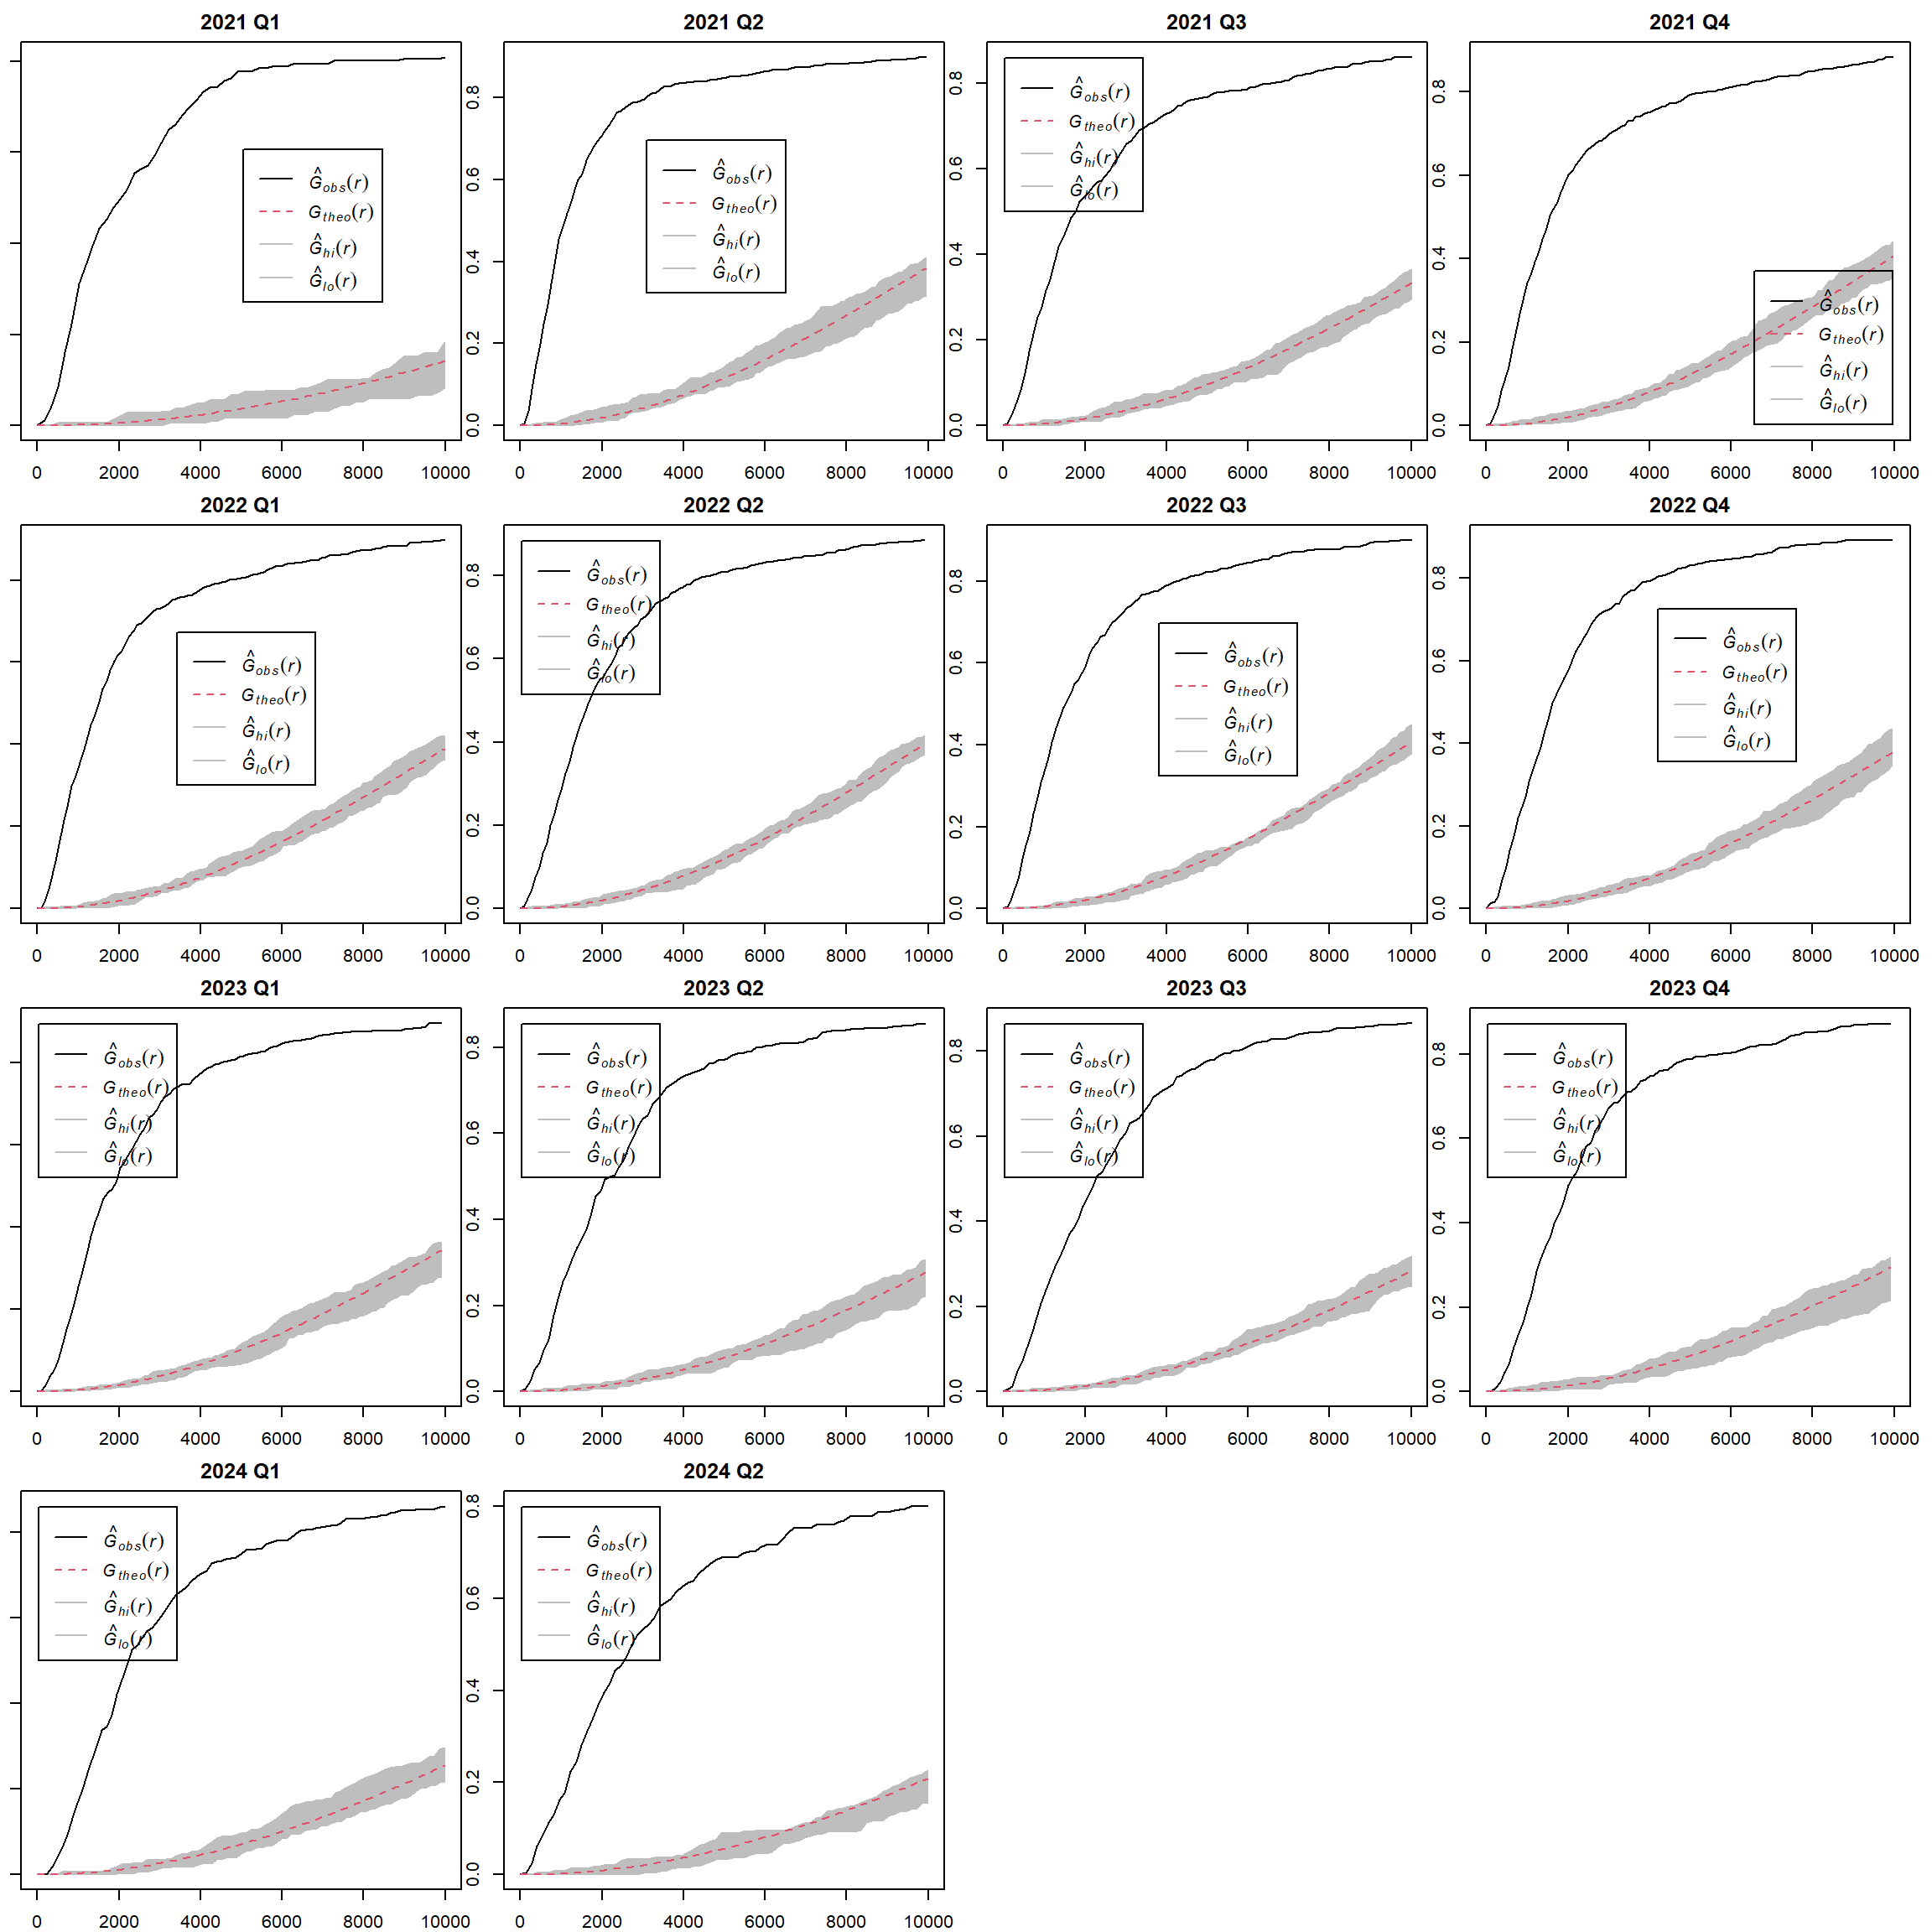 2021 Q1 2021 Q2 2021 Q3 2021 Q4
Ĝobs(r) Ĝobs(r) Ĝobs(r) Ĝobs(r)
Gtheo(r) Gtheo(r) Gtheo(r) Gtheo(r)
Ĝhi(r) Ĝhi(r) Ĝhi(r) Ĝhi(r)
Ĝlo(r) Ĝlo(r) Ĝlo(r) Ĝlo(r)
0.0 0.2 0.4 0.6 0.8
0.0 0.2 0.4 0.6 0.8
0.0 0.2 0.4 0.6 0.8
0 2000 4000 6000 8000 10000 0 2000 4000 6000 8000 10000 0 2000 4000 6000 8000 10000 0 2000 4000 6000 8000 10000
2022 Q1 2022 Q2 2022 Q3 2022 Q4
Ĝobs(r) Ĝobs(r) Ĝobs(r) Ĝobs(r)
Gtheo(r) Gtheo(r) Gtheo(r) Gtheo(r)
Ĝhi(r) Ĝhi(r) Ĝhi(r) Ĝhi(r)
Ĝlo(r) Ĝlo(r) Ĝlo(r) Ĝlo(r)
0.0 0.2 0.4 0.6 0.8
0.0 0.2 0.4 0.6 0.8
0.0 0.2 0.4 0.6 0.8
0 2000 4000 6000 8000 10000 0 2000 4000 6000 8000 10000 0 2000 4000 6000 8000 10000 0 2000 4000 6000 8000 10000
2023 Q1 2023 Q2 2023 Q3 2023 Q4
Ĝobs(r) Ĝobs(r) Ĝobs(r) Ĝobs(r)
Gtheo(r) Gtheo(r) Gtheo(r) Gtheo(r)
Ĝhi(r) Ĝhi(r) Ĝhi(r) Ĝhi(r)
Ĝlo(r) Ĝlo(r) Ĝlo(r) Ĝlo(r)
0.0 0.2 0.4 0.6 0.8
0.0 0.2 0.4 0.6 0.8
0.0 0.2 0.4 0.6 0.8
0 2000 4000 6000 8000 10000 0 2000 4000 6000 8000 10000 0 2000 4000 6000 8000 10000 0 2000 4000 6000 8000 10000
2024 Q1 2024 Q2
Ĝobs(r) Ĝobs(r)
Gtheo(r) Gtheo(r)
Ĝhi(r) Ĝhi(r)
Ĝlo(r) Ĝlo(r)
0.0 0.2 0.4 0.6 0.8
0 2000 4000 6000 8000 10000 0 2000 4000 6000 8000 10000